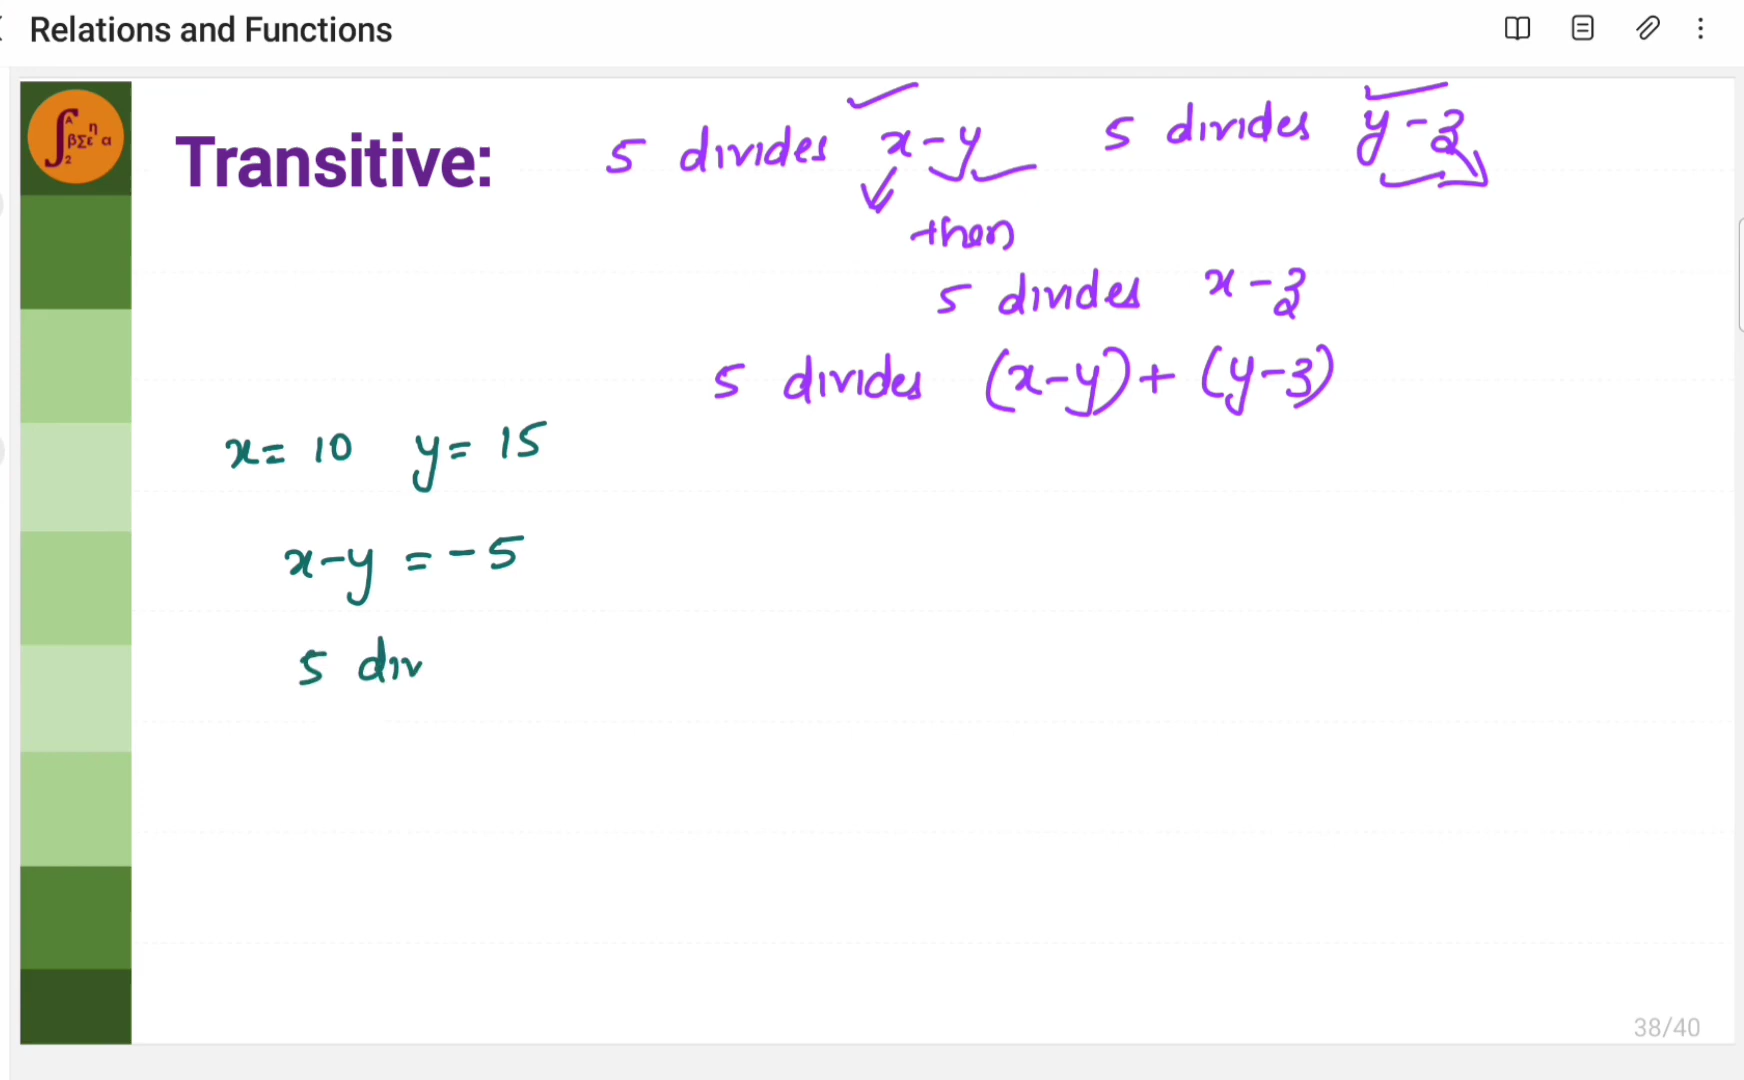 Relations and Functions
Transitive: 5 divides x-y 5 divides y-z
then
5 divides x-z
5 divides (x-y)+(y-z)
x= 10 y= 15
x-y = -5
5 div
38/40